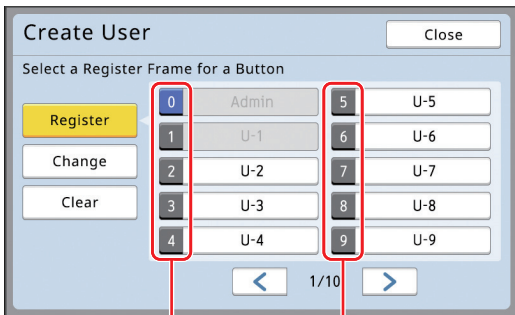 Create User
Close
Select a Register Frame for a Button
Register
Change
Clear
0 Admin
1 U-1
2 U-2
3 U-3
4 U-4
5 U-5
6 U-6
7 U-7
8 U-8
9 U-9
1/10